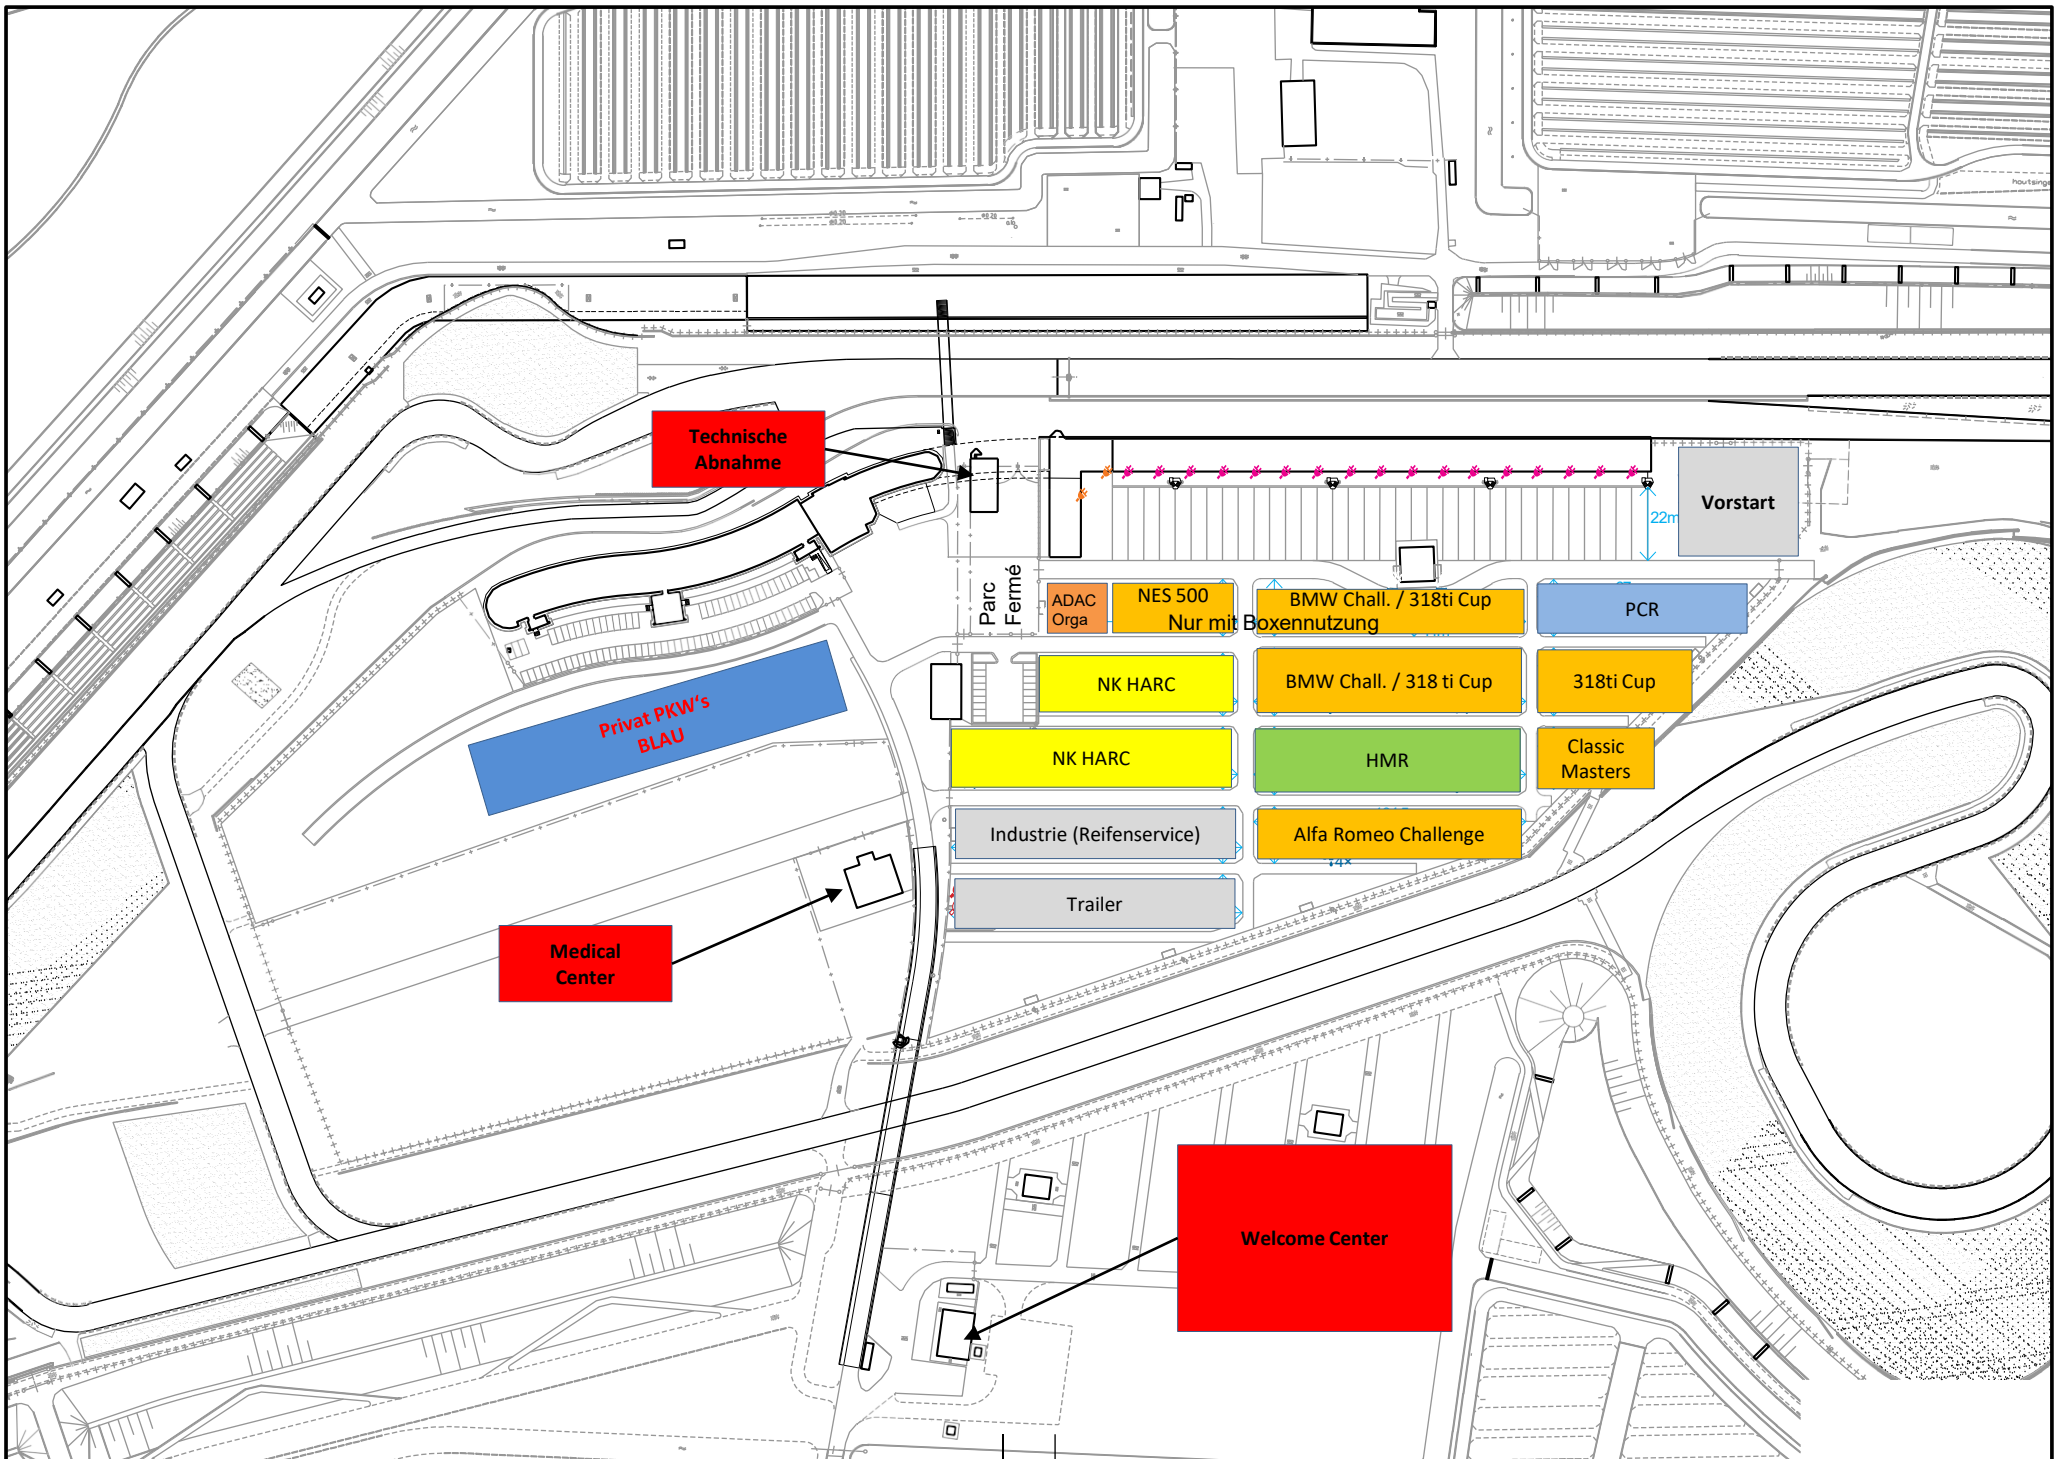 houtsinge
Technische
Abnahme
Vorstart
22m
Parc
Fermé
ADAC
Orga
NES 500
BMW Chall. / 318ti Cup
PCR
Nur mit Boxennutzung
NK HARC
BMW Chall. / 318 ti Cup
318ti Cup
Privat PKW's
BLAU
NK HARC
HMR
Classic
Masters
Industrie (Reifenservice)
Alfa Romeo Challenge
Trailer
Medical
Center
Welcome Center